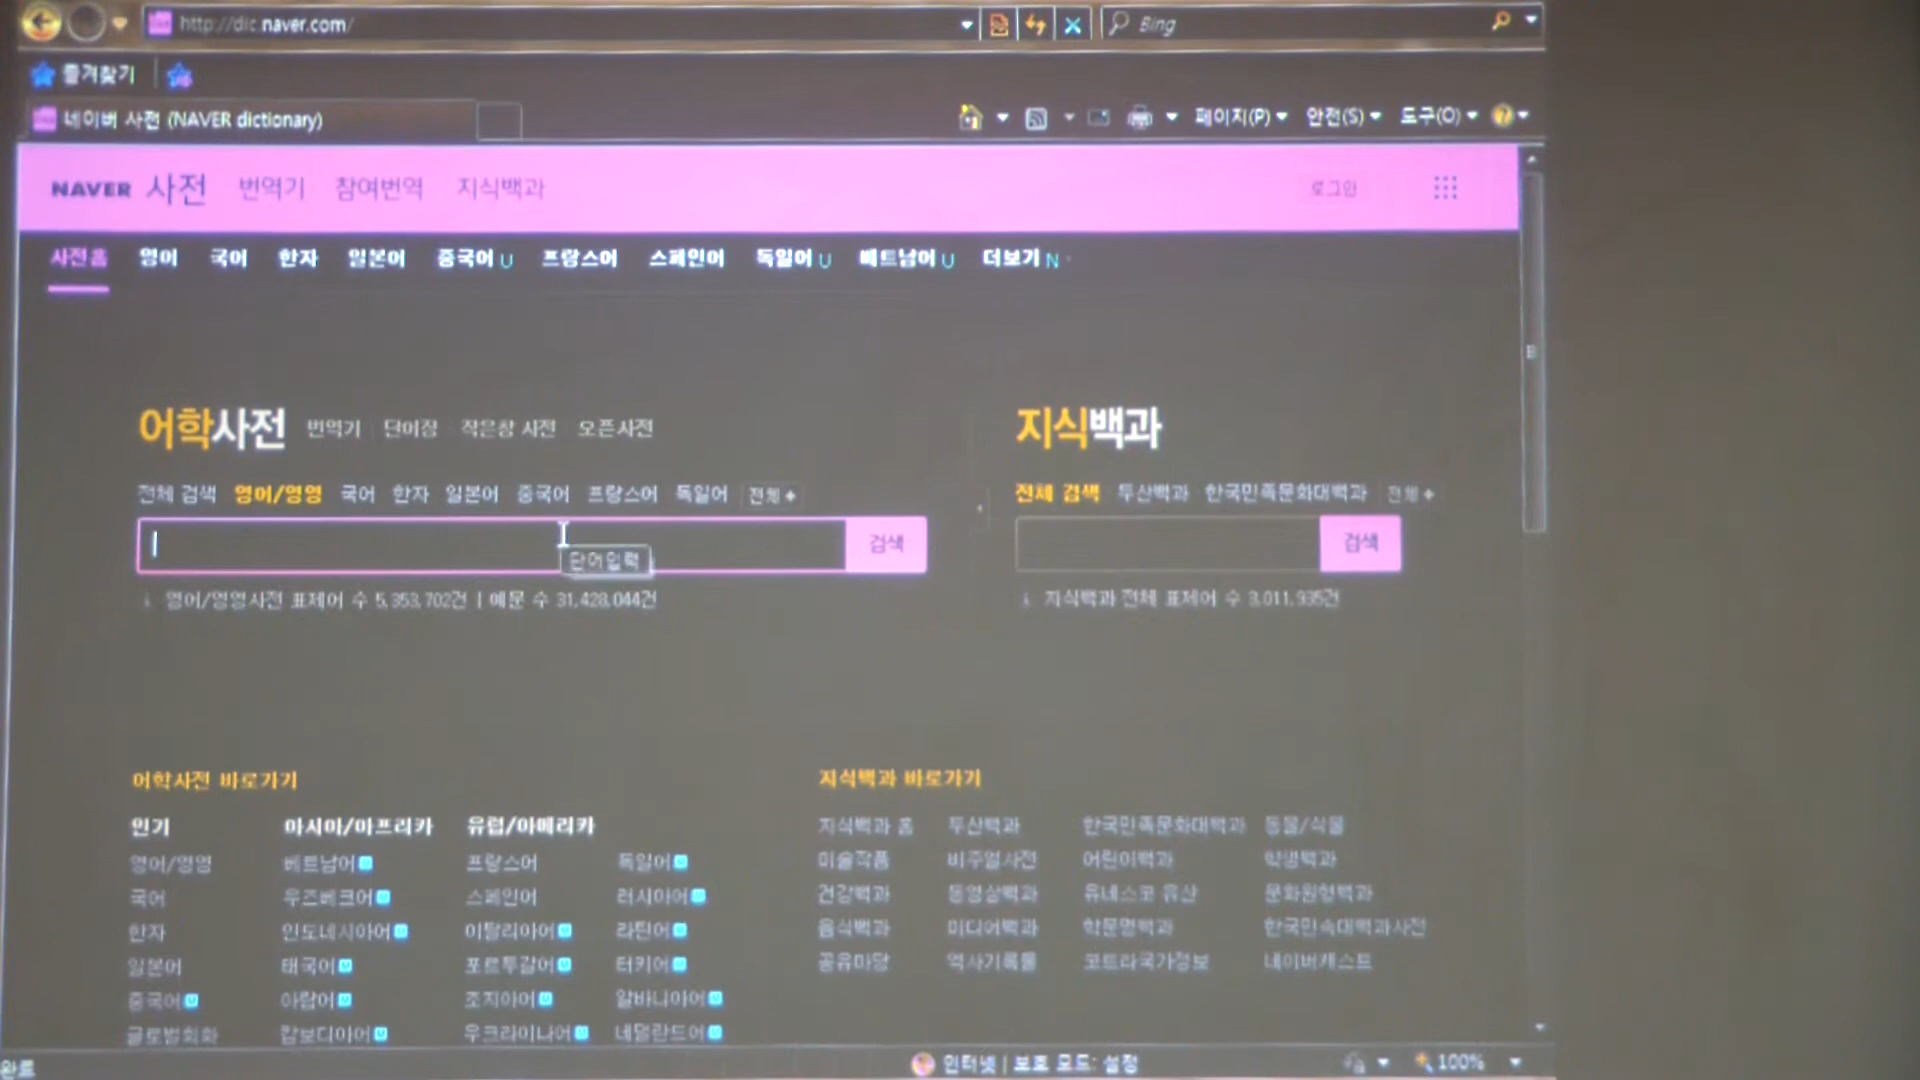 http://dic.naver.com/
Bing
즐겨찾기
네이버 사전 (NAVER dictionary)
페이지(P) 안전(S) 도구(O)
NAVER 사전 번역기 참여번역 지식백과 로그인
사전홈 영어 국어 한자 일본어 중국어 U 프랑스어 스페인어 독일어 U 베트남어 U 더보기 N
어학사전 번역기 단어장 작은창 사전 오픈사전
전체 검색 영어/영영 국어 한자 일본어 중국어 프랑스어 독일어 전체+
검색
단어입력
영어/영영사전 표제어 수 5,353,702건 | 예문 수 31,428,044건
지식백과
전체 검색 두산백과 한국민족문화대백과 전체+
검색
지식백과 전체 표제어 수 3,011,935건
어학사전 바로가기
인기 아시아/아프리카 유럽/아메리카
영어/영영 베트남어 U 프랑스어 독일어 U
국어 우즈베크어 U 스페인어 러시아어 U
한자 인도네시아어 U 이탈리아어 U 라틴어 U
일본어 태국어 U 포르투갈어 U 터키어 U
중국어 U 아랍어 U 조지아어 U 알바니아어 U
글로벌회화 캄보디아어 U 우크라이나어 U 네덜란드어 U
지식백과 바로가기
지식백과 홈 두산백과 한국민족문화대백과 동물/식물
미술작품 비주얼사전 어린이백과 학생백과
건강백과 동영상백과 유네스코 유산 문화원형백과
음식백과 미디어백과 학문명백과 한국민속대백과사전
공유마당 역사기록물 코트라국가정보 네이버캐스트
완료
인터넷 | 보호 모드: 설정
100%